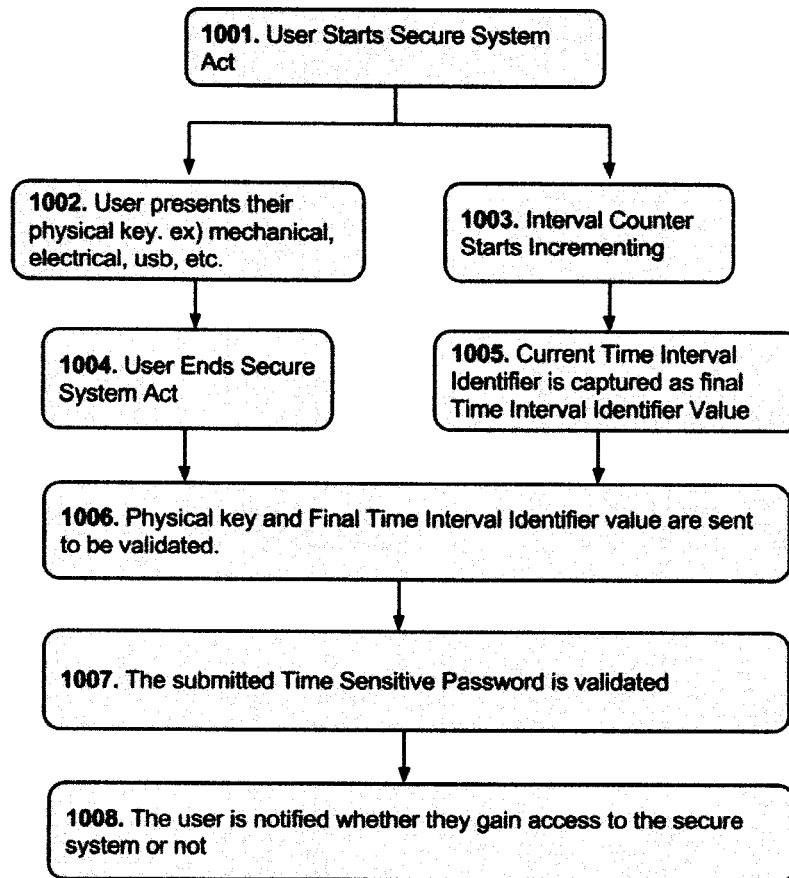 1001. User Starts Secure System
Act
1002. User presents their
physical key. ex) mechanical,
electrical, usb, etc.
1003. Interval Counter
Starts Incrementing
1004. User Ends Secure
System Act
1005. Current Time Interval
Identifier is captured as final
Time Interval Identifier Value
1006. Physical key and Final Time Interval Identifier value are sent
to be validated.
1007. The submitted Time Sensitive Password is validated
1008. The user is notified whether they gain access to the secure
system or not